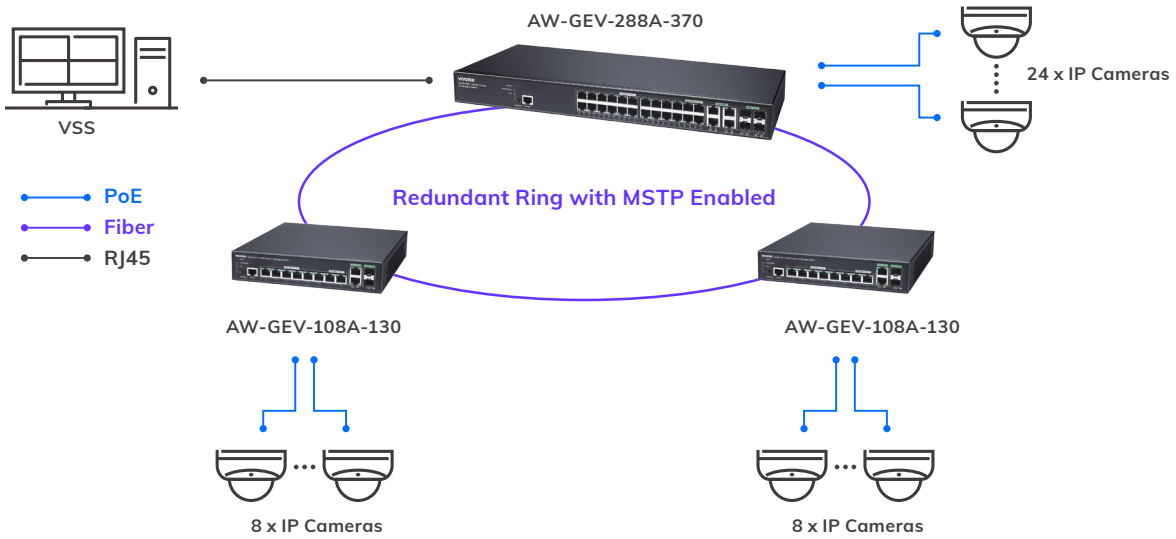 AW-GEV-288A-370
VIVOTEK
24 x IP Cameras
VSS
PoE
Fiber
RJ45
Redundant Ring with MSTP Enabled
AW-GEV-108A-130
AW-GEV-108A-130
8 x IP Cameras
8 x IP Cameras